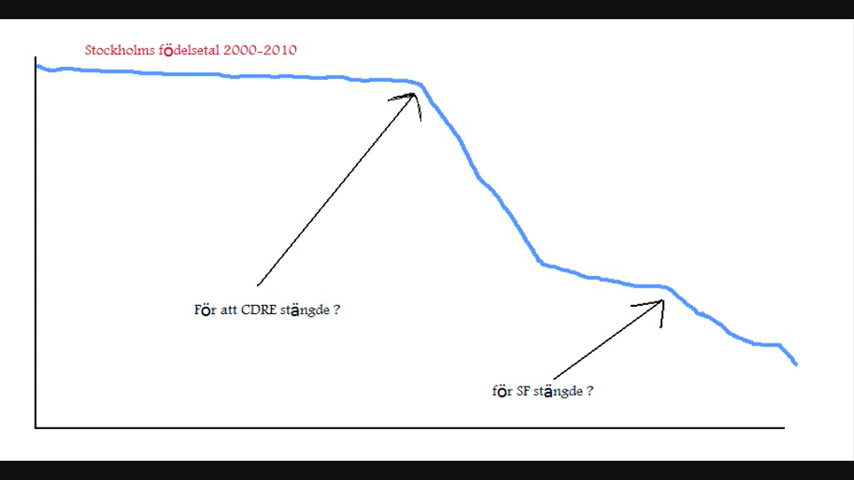 Stockholms födelsetal 2000-2010
För att CDRE stängde ?
för SF stängde ?